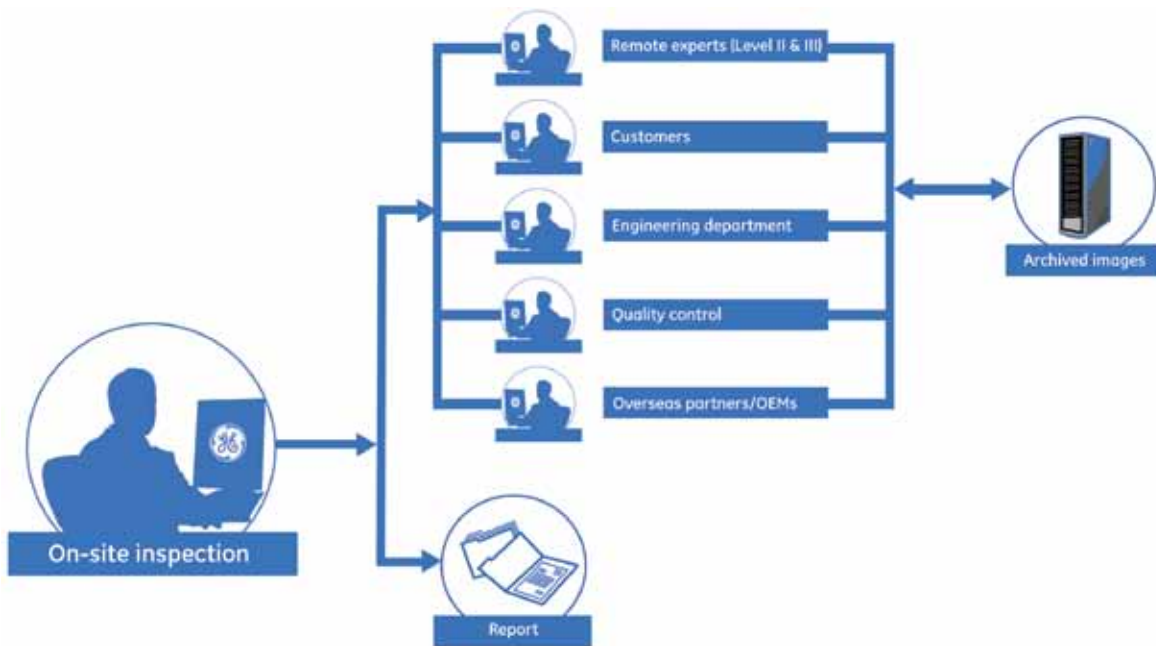 Remote experts (Level II & III)
Customers
Engineering department
Archived images
Quality control
Overseas partners/OEMs
On-site inspection
Report